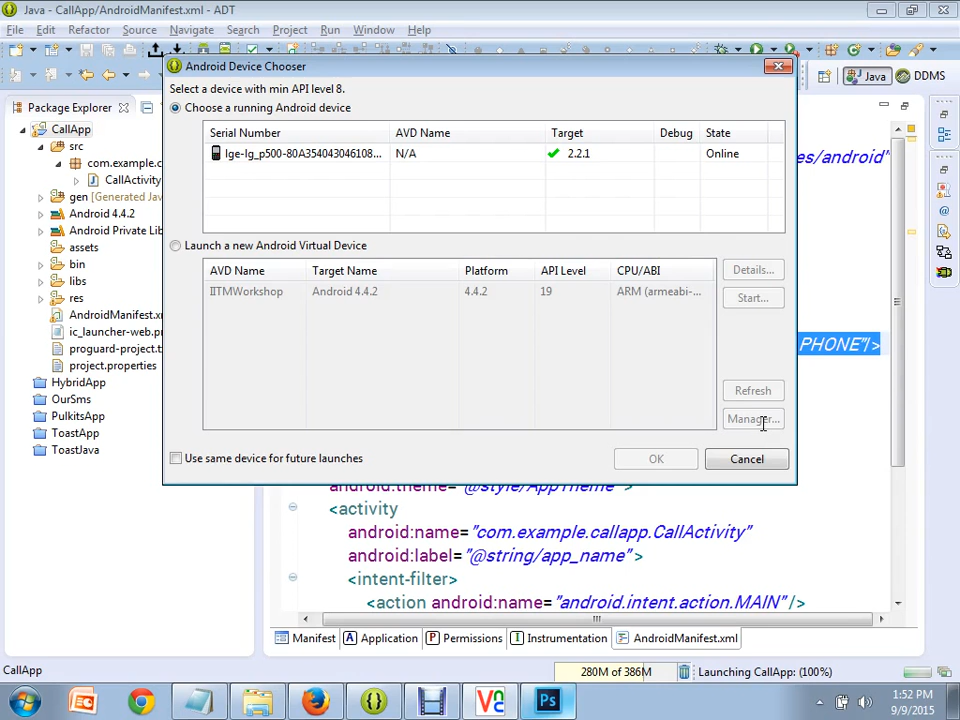 Java - CallApp/AndroidManifest.xml - ADT
File Edit Refactor Source Navigate Search Project Run Window Help
Java DDMS
Package Explorer
CallApp
src
com.example.c
CallActivity
gen [Generated Jav
Android 4.4.2
Android Private Lib
assets
bin
libs
res
AndroidManifest.x
ic_launcher-web.pr
proguard-project.t
project.properties
HybridApp
OurSms
PulkitsApp
ToastApp
ToastJava
Android Device Chooser
Select a device with min API level 8.
Choose a running Android device
Serial Number AVD Name Target Debug State
lge-lg_p500-80A354043046108... N/A 2.2.1 Online
Launch a new Android Virtual Device
AVD Name Target Name Platform API Level CPU/ABI
IITMWorkshop Android 4.4.2 4.4.2 19 ARM (armeabi-...
Details...
Start...
Refresh
Manager...
Use same device for future launches
OK Cancel
es/android"
PHONE"/>
android:theme="@style/AppTheme">
<activity
android:name="com.example.callapp.CallActivity"
android:label="@string/app_name">
<intent-filter>
<action android:name="android.intent.action.MAIN"/>
Manifest Application Permissions Instrumentation AndroidManifest.xml
CallApp 280M of 386M Launching CallApp: (100%)
1:52 PM
9/9/2015